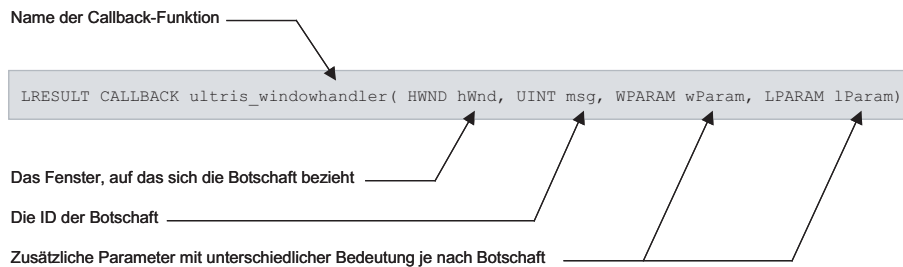 Name der Callback-Funktion
LRESULT CALLBACK ultris_windowhandler( HWND hWnd, UINT msg, WPARAM wParam, LPARAM lParam)
Das Fenster, auf das sich die Botschaft bezieht
Die ID der Botschaft
Zusätzliche Parameter mit unterschiedlicher Bedeutung je nach Botschaft